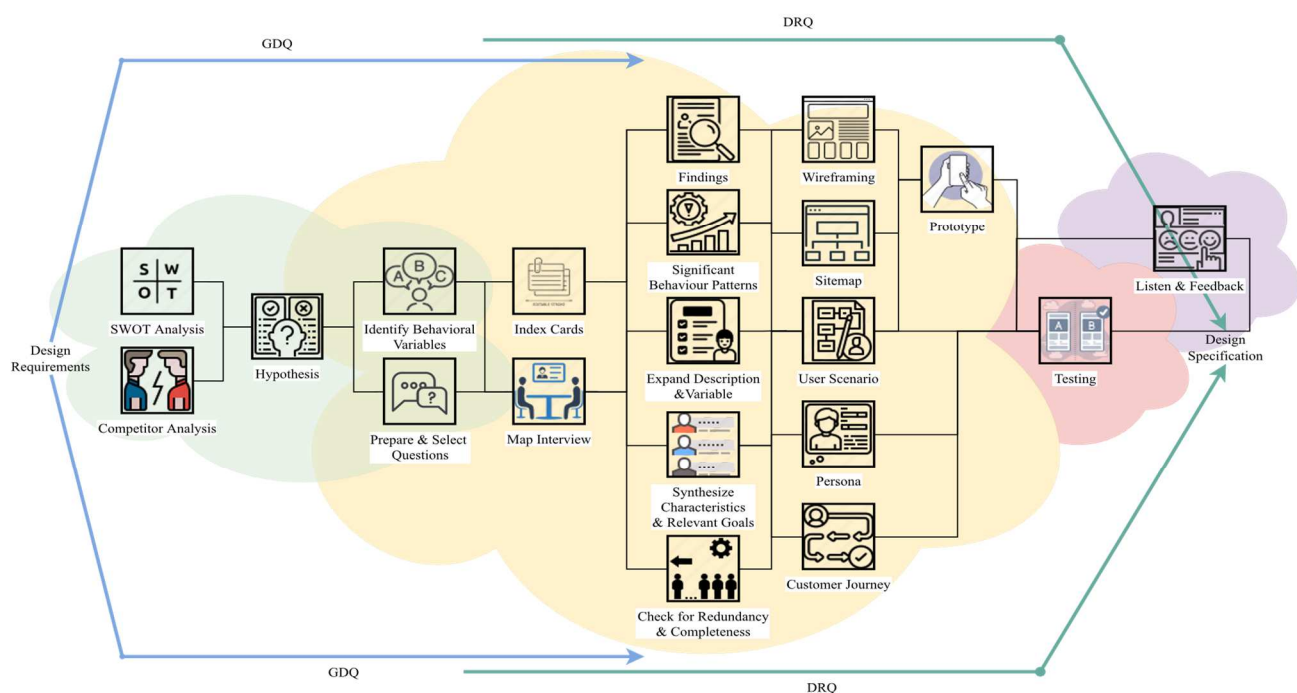 DRQ
GDQ
Findings
Wireframing
Prototype
Significant
Behaviour Patterns
Sitemap
Listen & Feedback
S W
O T
SWOT Analysis
Hypothesis
A B C
Identify Behavioral
Variables
Index Cards
Design
Requirements
Competitor Analysis
Prepare & Select
Questions
Map Interview
Expand Description
&Variable
User Scenario
A B
Testing
Design
Specification
Synthesize
Characteristics
& Relevant Goals
Persona
Customer Journey
Check for Redundancy
& Completeness
GDQ
DRQ